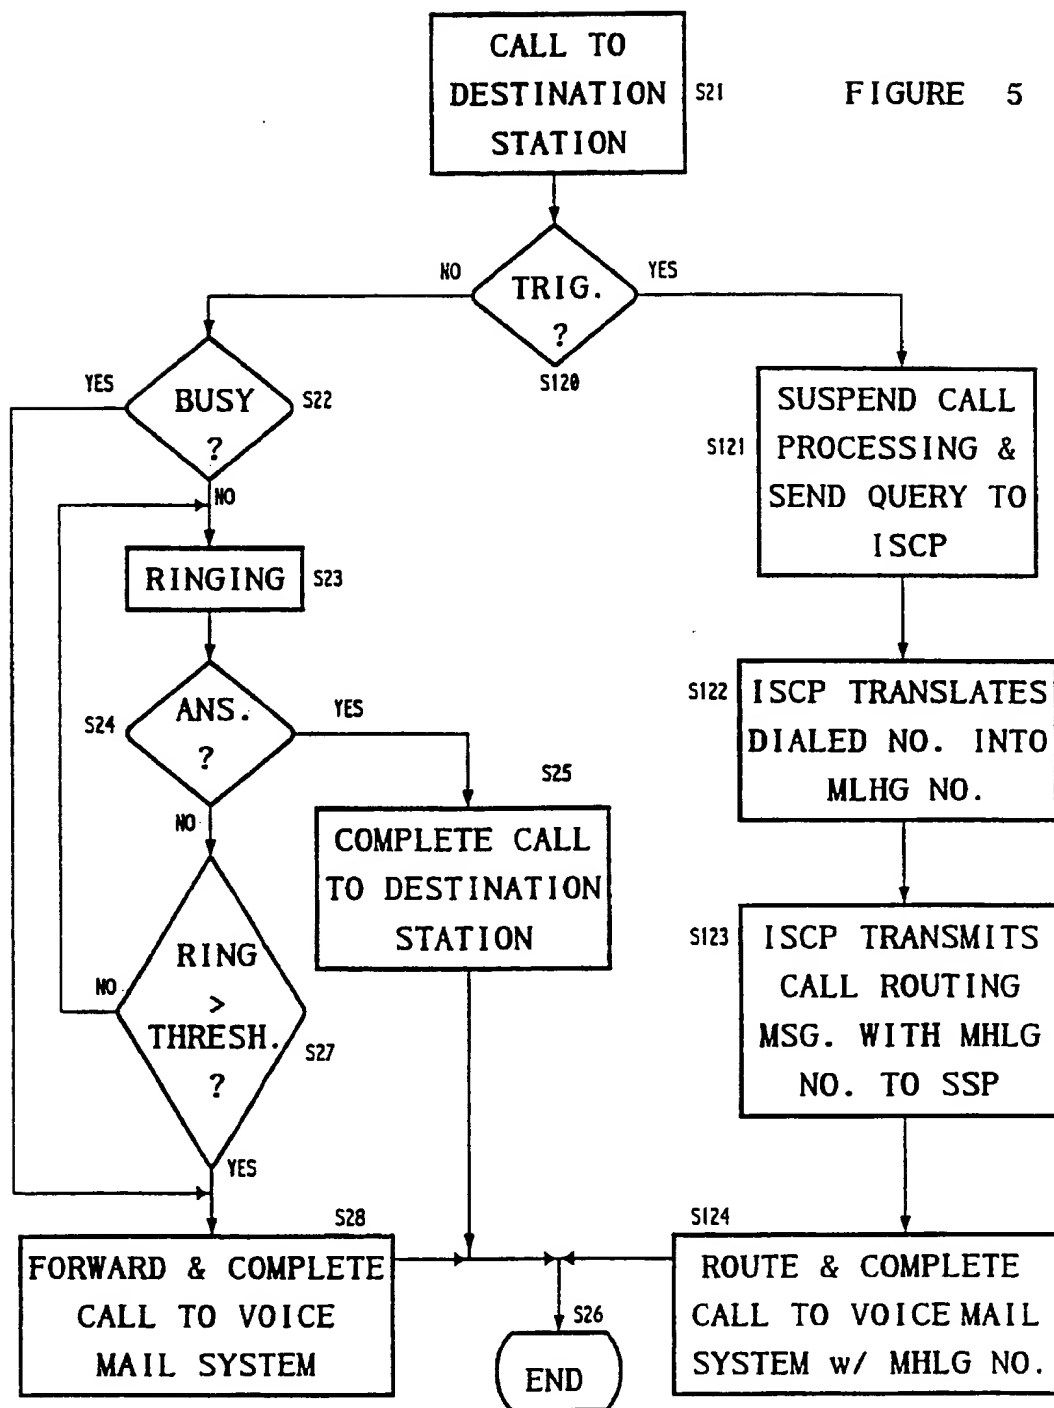 CALL TO
DESTINATION
STATION
S21
FIGURE 5
NO
TRIG.
?
YES
S120
YES
BUSY
?
S22
NO
SUSPEND CALL
PROCESSING &
SEND QUERY TO
ISCP
S121
RINGING
S23
ANS.
?
S24
YES
NO
S122
ISCP TRANSLATES
DIALED NO. INTO
MLHG NO.
S25
COMPLETE CALL
TO DESTINATION
STATION
RING
>
THRESH.
?
NO
S27
YES
S123
ISCP TRANSMITS
CALL ROUTING
MSG. WITH MHLG
NO. TO SSP
S28
FORWARD & COMPLETE
CALL TO VOICE
MAIL SYSTEM
S124
ROUTE & COMPLETE
CALL TO VOICE MAIL
SYSTEM w/ MHLG NO.
S26
END